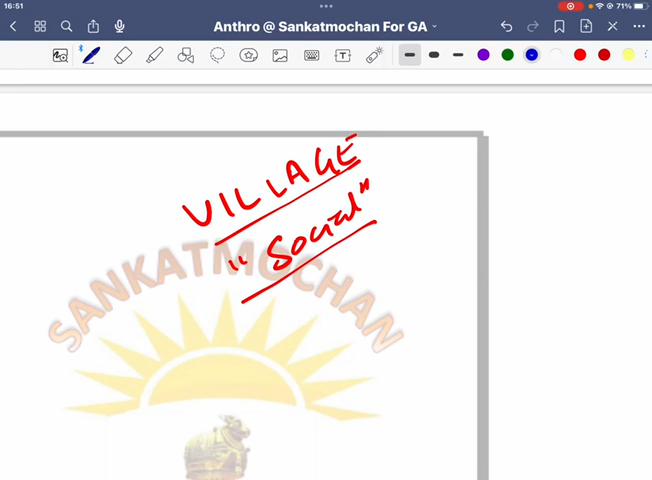 16:51
71%
Anthro @ Sankatmochan For GA
VILLAGE
"Social"
SANKATMOCHAN